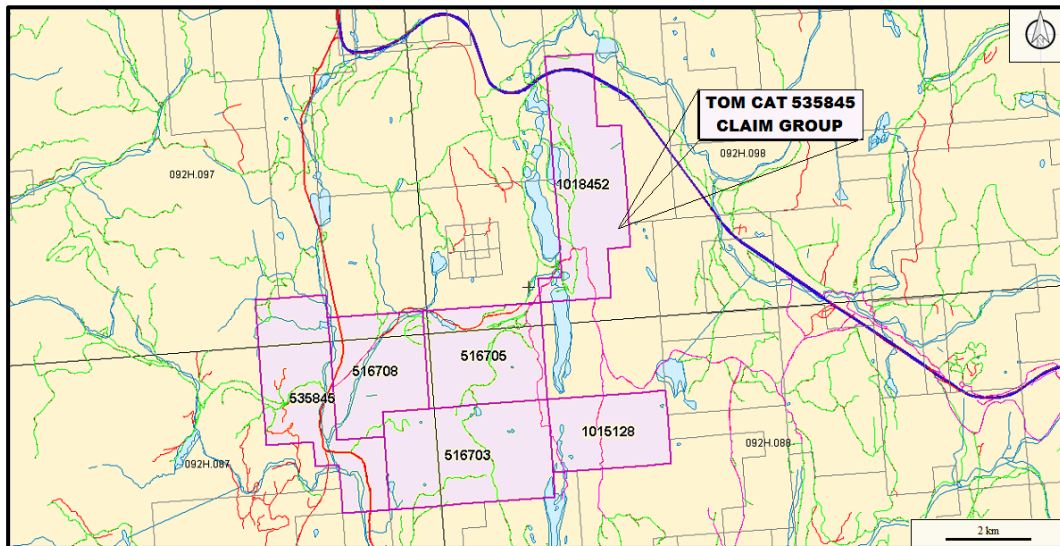 TOM CAT 535845
CLAIM GROUP
092H.098
092H.097
1018452
516705
516708
535845
1015128
092H.088
516703
092H.087
2 km